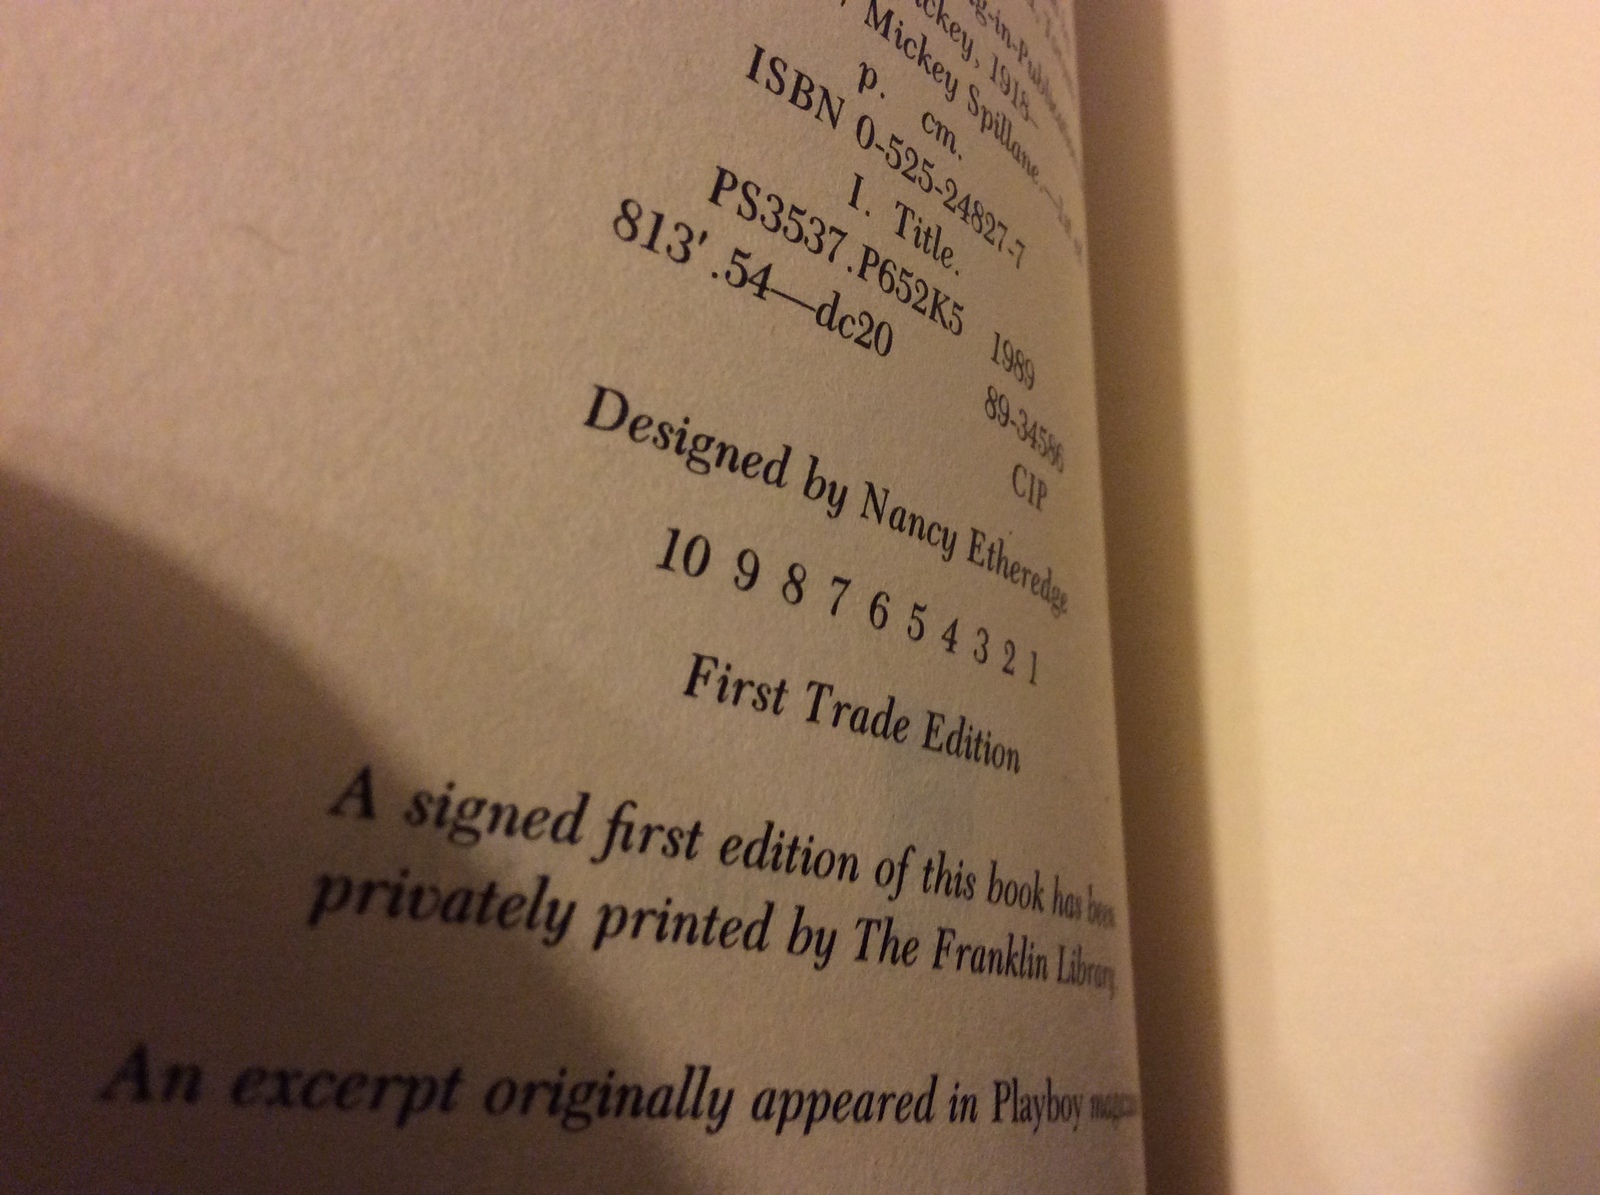 Mickey, 1918–
Mickey Spillane.
p. cm.
ISBN 0-525-24827-7
I. Title.
PS3537.P652K5 1989
813'.54—dc20 89-34586
CIP
Designed by Nancy Etheredge
10 9 8 7 6 5 4 3 2 1
First Trade Edition
A signed first edition of this book has been
privately printed by The Franklin Library
An excerpt originally appeared in Playboy